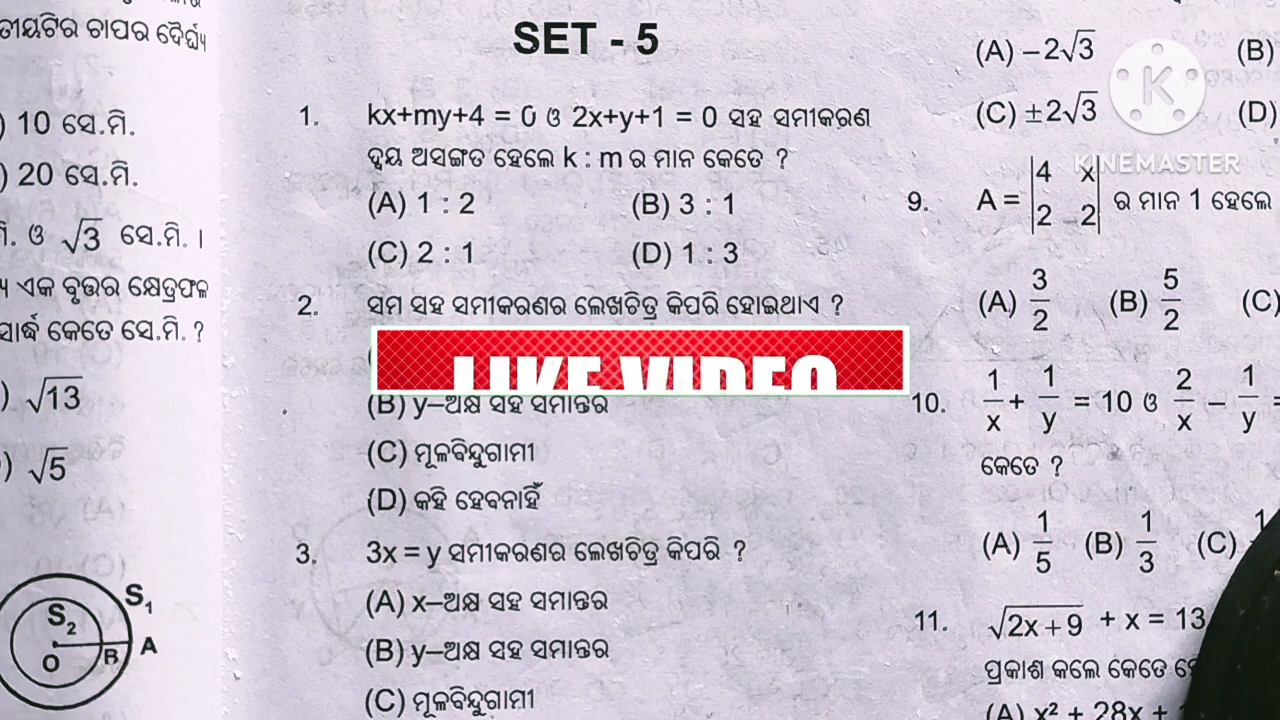 ତୀୟଟିର ଚାପର ଦୈର୍ଘ୍ୟ
) 10 ସେ.ମି.
) 20 ସେ.ମି.
ମି. ଓ √3 ସେ.ମି. ।
ଏକ ବୃତ୍ତର କ୍ଷେତ୍ରଫଳ
ସାର୍ଦ୍ଧ କେତେ ସେ.ମି. ?
) √13
) √5
S₁
S₂
O B A
SET - 5
1. kx+my+4 = 0 ଓ 2x+y+1 = 0 ସହ ସମୀକରଣ
ଦ୍ୱୟ ଅସଙ୍ଗତ ହେଲେ k : m ର ମାନ କେତେ ?
(A) 1 : 2 (B) 3 : 1
(C) 2 : 1 (D) 1 : 3
2. ସମ ସହ ସମୀକରଣର ଲେଖଚିତ୍ର କିପରି ହୋଇଥାଏ ?
LIKE VIDEO
(B) y–ଅକ୍ଷ ସହ ସମାନ୍ତର
(C) ମୂଳବିନ୍ଦୁଗାମୀ
(D) କହି ହେବନାହିଁ
3. 3x = y ସମୀକରଣର ଲେଖଚିତ୍ର କିପରି ?
(A) x–ଅକ୍ଷ ସହ ସମାନ୍ତର
(B) y–ଅକ୍ଷ ସହ ସମାନ୍ତର
(C) ମୂଳବିନ୍ଦୁଗାମୀ
(A) –2√3 (B)
(C) ±2√3 (D)
K
KINEMASTER
9. A = |4 x| ର ମାନ 1 ହେଲେ
|2 2|
(A) 3/2 (B) 5/2 (C)
10. 1/x + 1/y = 10 ଓ 2/x – 1/y =
କେତେ ?
(A) 1/5 (B) 1/3 (C)
11. √(2x+9) + x = 13
ପ୍ରକାଶ କଲେ କେତେ
(A) x² + 28x +